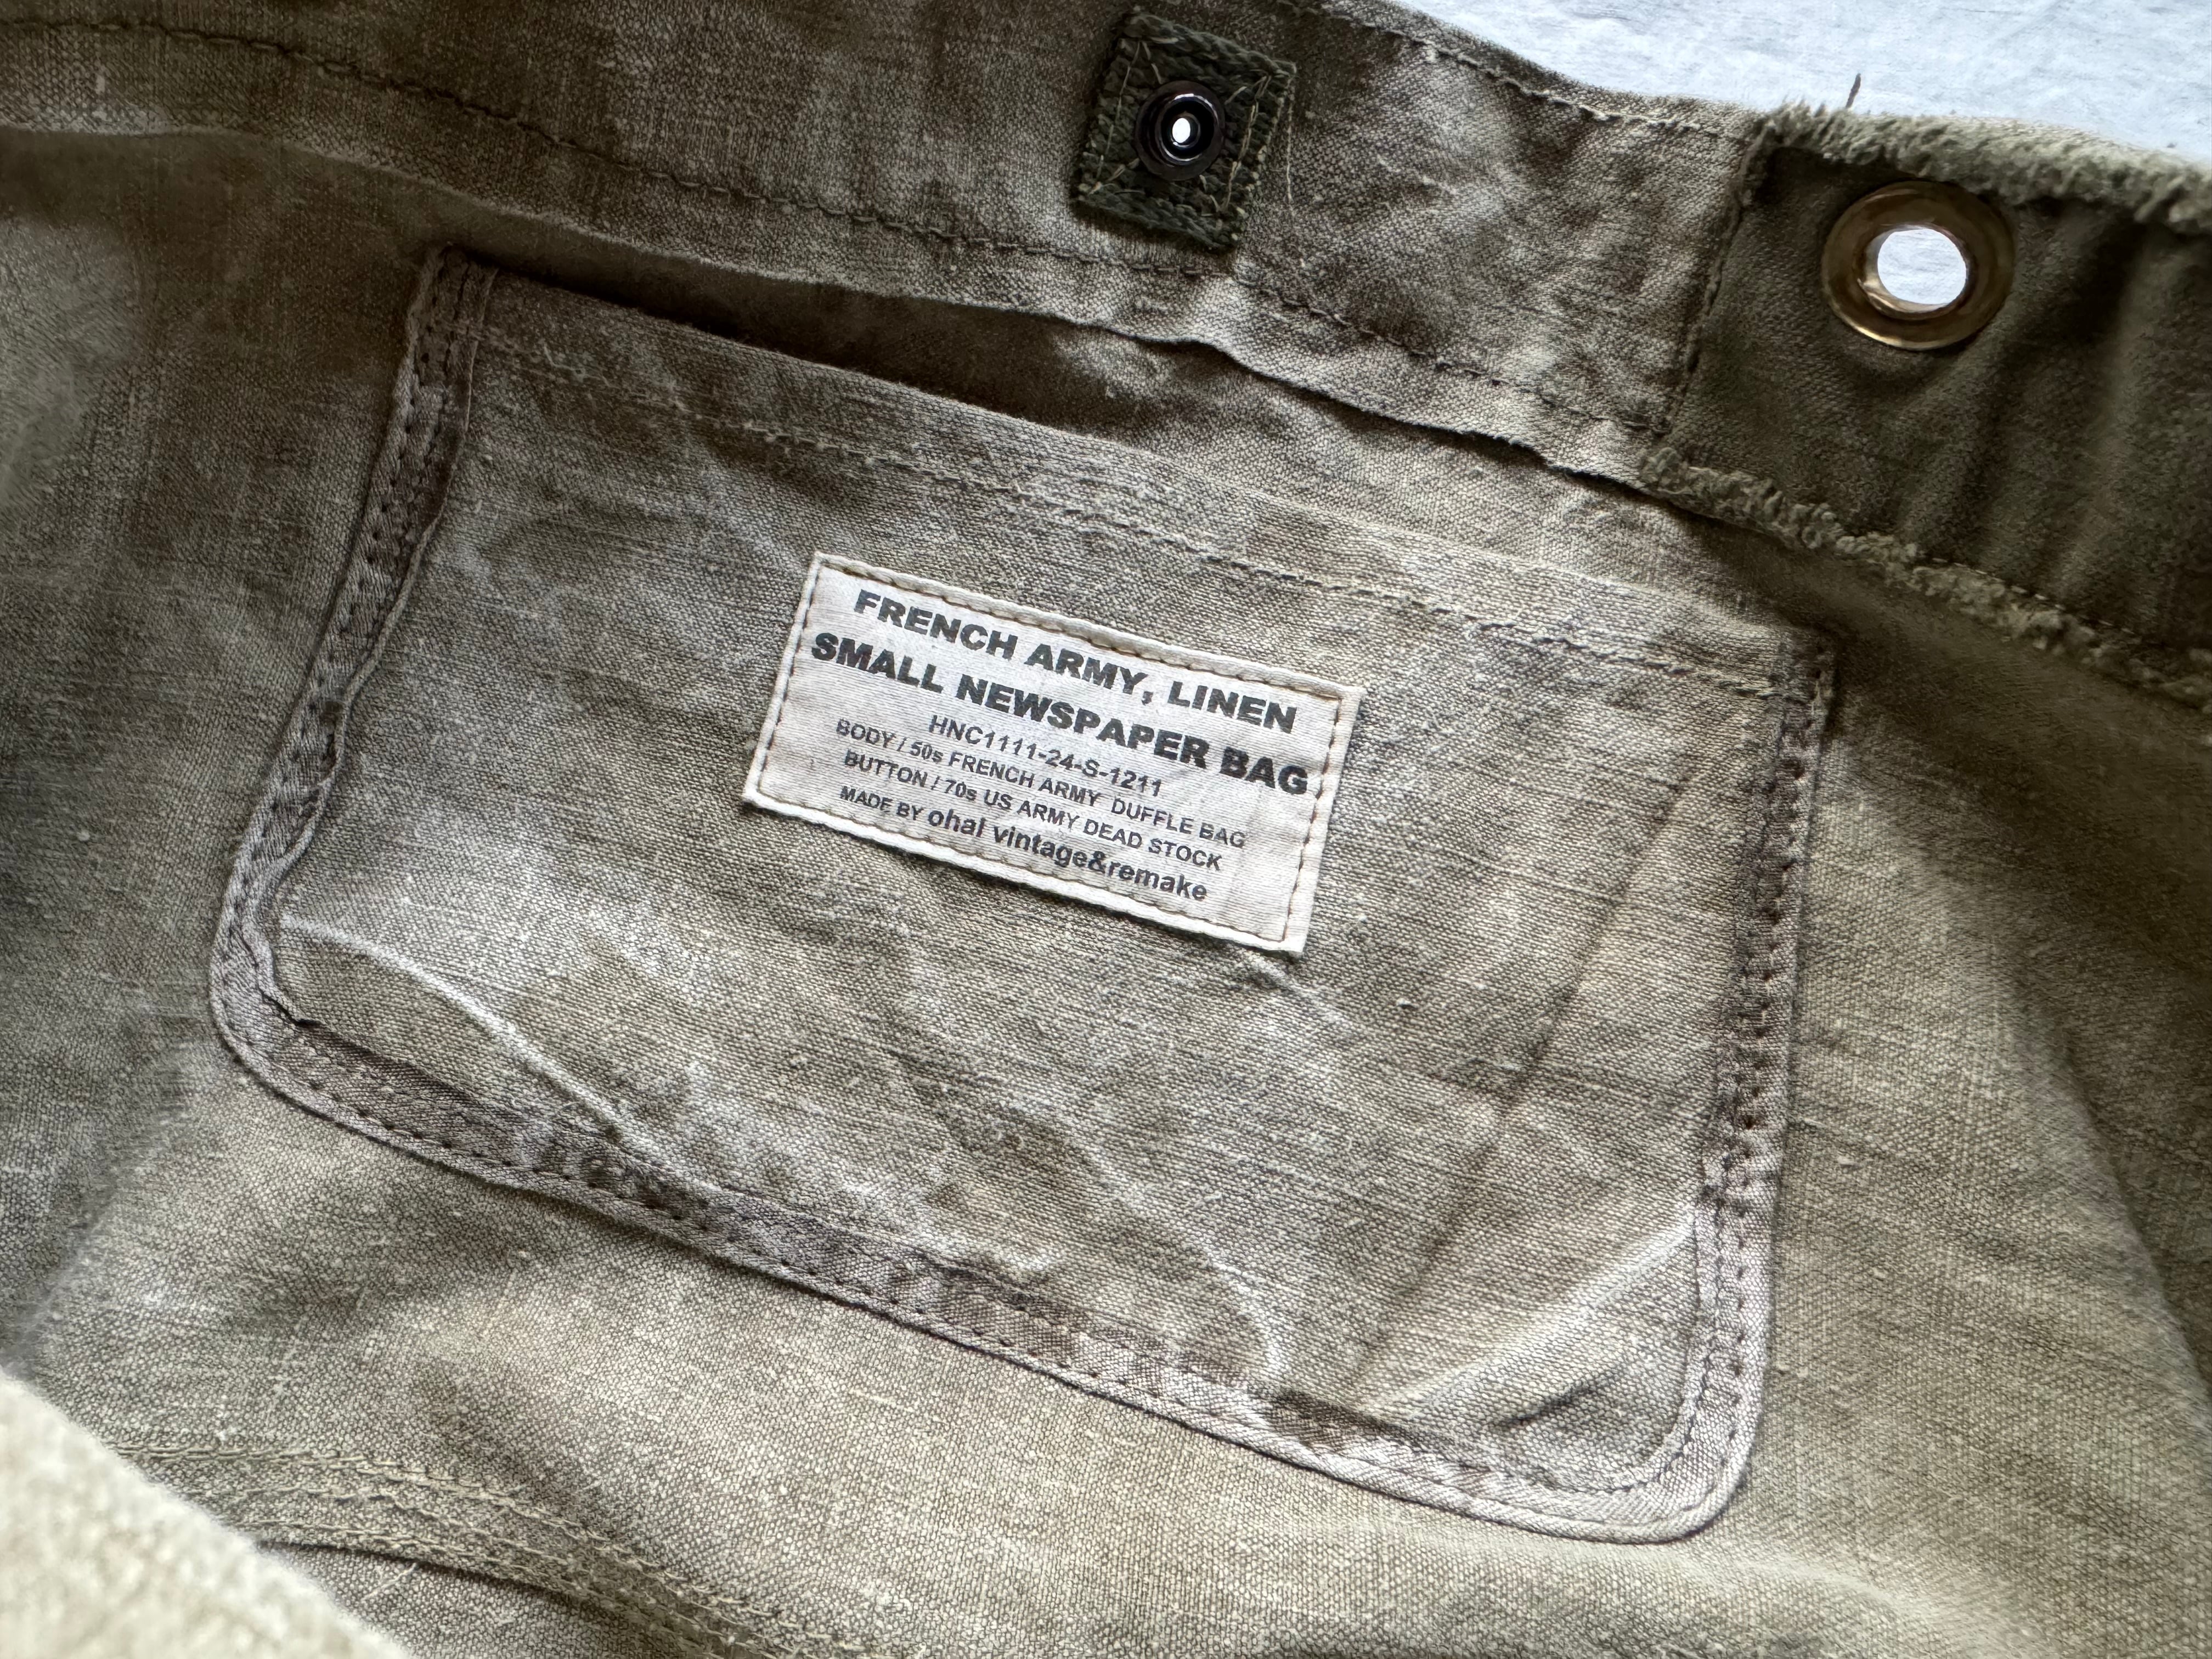 FRENCH ARMY, LINEN
SMALL NEWSPAPER BAG
HNC1111-24-S-1211
BODY / 50s FRENCH ARMY DUFFLE BAG
BUTTON / 70s US ARMY DEAD STOCK
MADE BY ohal vintage&remake